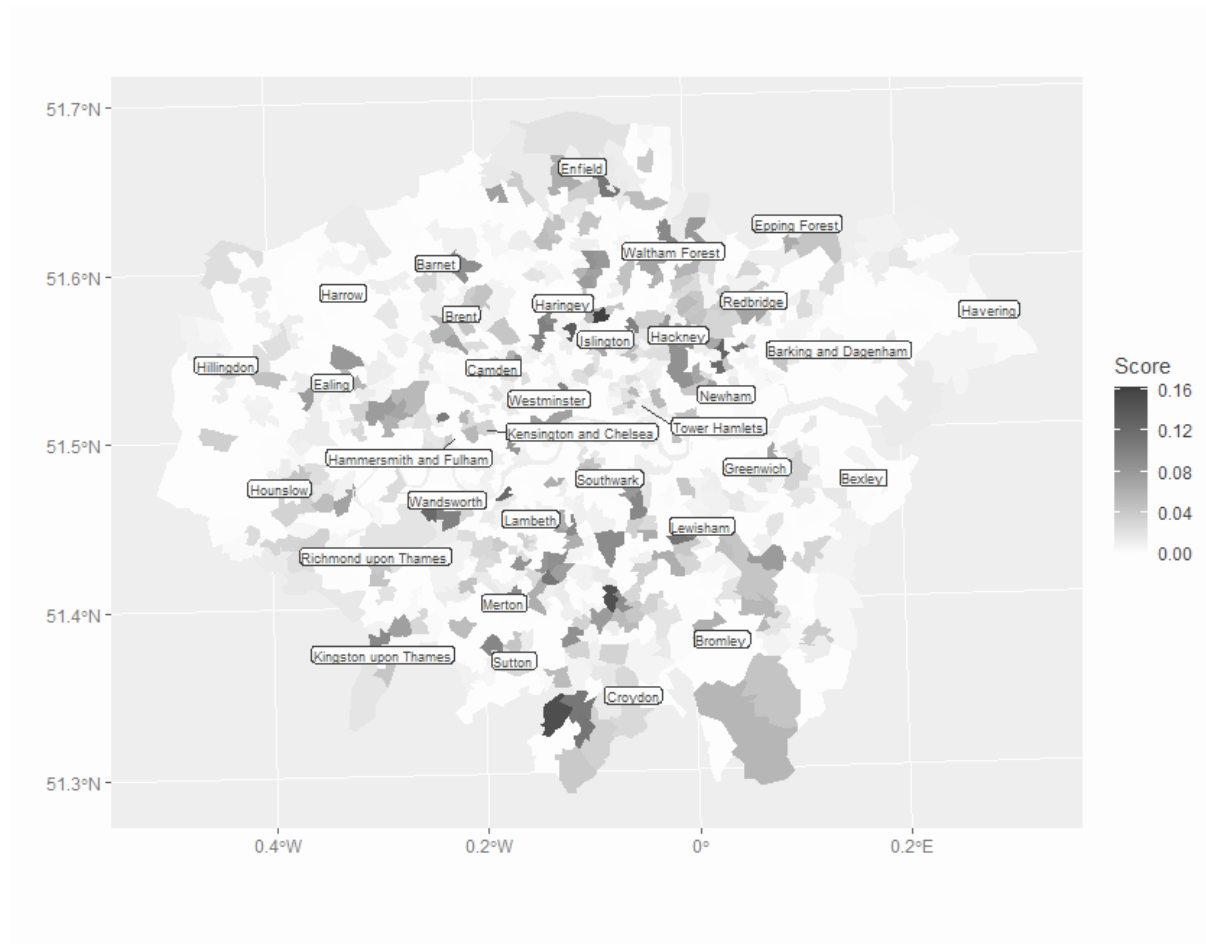 51.7°N
51.6°N
51.5°N
51.4°N
51.3°N
Enfield
Epping Forest
Waltham Forest
Barnet
Harrow
Haringey
Redbridge
Havering
Brent
Islington
Hackney
Barking and Dagenham
Hillingdon
Camden
Ealing
Westminster
Newham
Kensington and Chelsea
Tower Hamlets
Hammersmith and Fulham
Greenwich
Southwark
Bexley
Hounslow
Wandsworth
Lambeth
Lewisham
Richmond upon Thames
Merton
Bromley
Kingston upon Thames
Sutton
Croydon
0.4°W
0.2°W
0°
0.2°E
Score
0.16
0.12
0.08
0.04
0.00